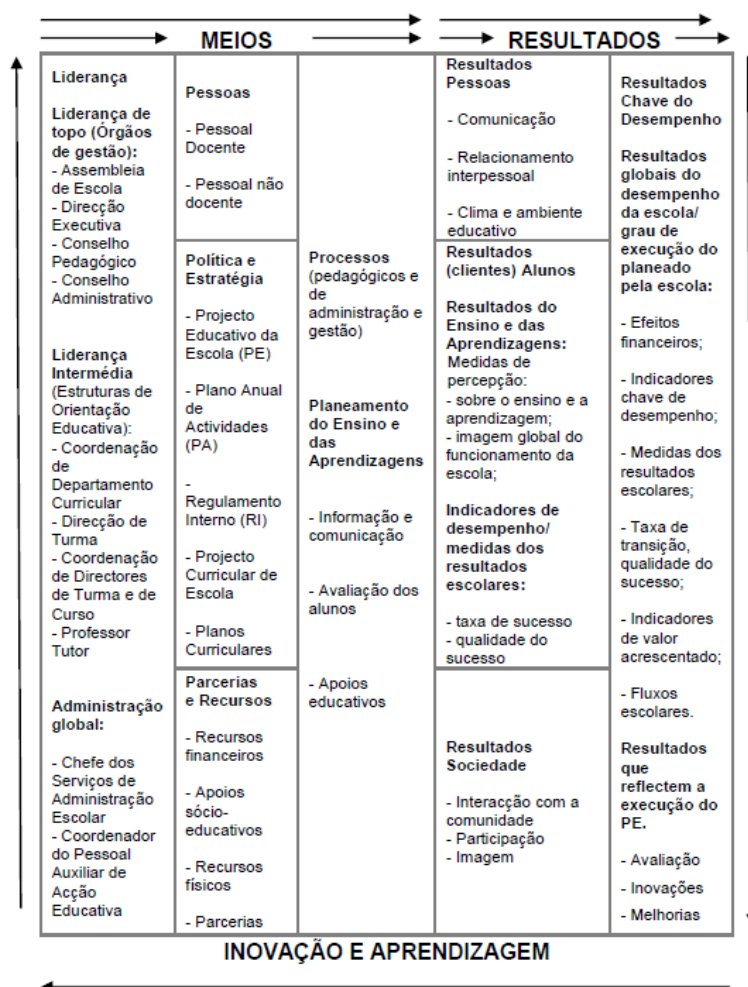 MEIOS
RESULTADOS
Liderança
Liderança de
topo (Órgãos
de gestão):
- Assembleia
de Escola
- Direcção
Executiva
- Conselho
Pedagógico
- Conselho
Administrativo
Liderança
Intermédia
(Estruturas de
Orientação
Educativa):
- Coordenação
de
Departamento
Curricular
- Direcção de
Turma
- Coordenação
de Directores
de Turma e de
Curso
- Professor
Tutor
Administração
global:
- Chefe dos
Serviços de
Administração
Escolar
- Coordenador
do Pessoal
Auxiliar de
Acção
Educativa
Pessoas
- Pessoal
Docente
- Pessoal não
docente
Política e
Estratégia
- Projecto
Educativo da
Escola (PE)
- Plano Anual
de
Actividades
(PA)
-
Regulamento
Interno (RI)
- Projecto
Curricular de
Escola
- Planos
Curriculares
Parcerias
e Recursos
- Recursos
financeiros
- Apoios
sócio-
educativos
- Recursos
físicos
- Parcerias
Processos
(pedagógicos e
de
administração e
gestão)
Planeamento
do Ensino e
das
Aprendizagens
- Informação e
comunicação
- Avaliação dos
alunos
- Apoios
educativos
Resultados
Pessoas
- Comunicação
- Relacionamento
interpessoal
- Clima e ambiente
educativo
Resultados
(clientes) Alunos
Resultados do
Ensino e das
Aprendizagens:
Medidas de
percepção:
- sobre o ensino e a
aprendizagem;
- imagem global do
funcionamento da
escola;
Indicadores de
desempenho/
medidas dos
resultados
escolares:
- taxa de sucesso
- qualidade do
sucesso
Resultados
Sociedade
- Interacção com a
comunidade
- Participação
- Imagem
Resultados
Chave do
Desempenho
Resultados
globais do
desempenho
da escola/
grau de
execução do
planeado
pela escola:
- Efeitos
financeiros;
- Indicadores
chave de
desempenho;
- Medidas dos
resultados
escolares;
- Taxa de
transição,
qualidade do
sucesso;
- Indicadores
de valor
acrescentado;
- Fluxos
escolares.
Resultados
que
reflectem a
execução do
PE.
- Avaliação
- Inovações
- Melhorias
INOVAÇÃO E APRENDIZAGEM